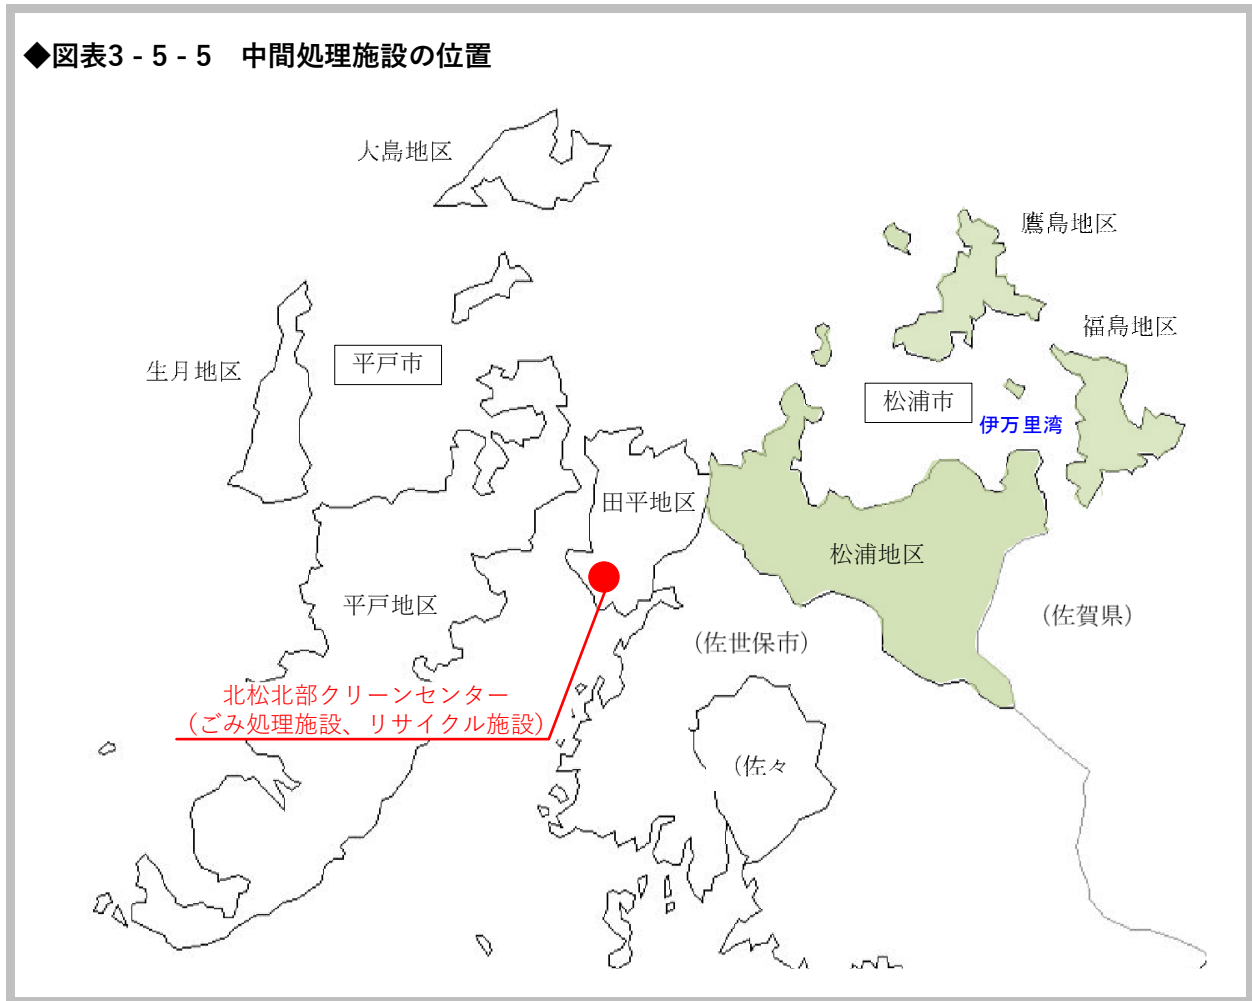 ◆図表3-5-5　中間処理施設の位置
大島地区
鷹島地区
福島地区
生月地区
平戸市
松浦市
伊万里湾
田平地区
松浦地区
平戸地区
(佐賀県)
(佐世保市)
北松北部クリーンセンター
(ごみ処理施設、リサイクル施設)
(佐々